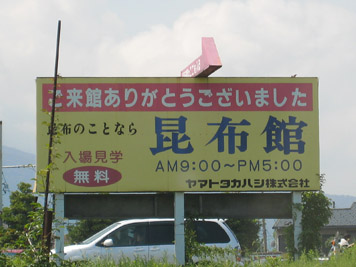 ご来館ありがとうございました
昆布のことなら
昆布館
入場見学
無料
AM9:00〜PM5:00
ヤマトタカハシ株式会社